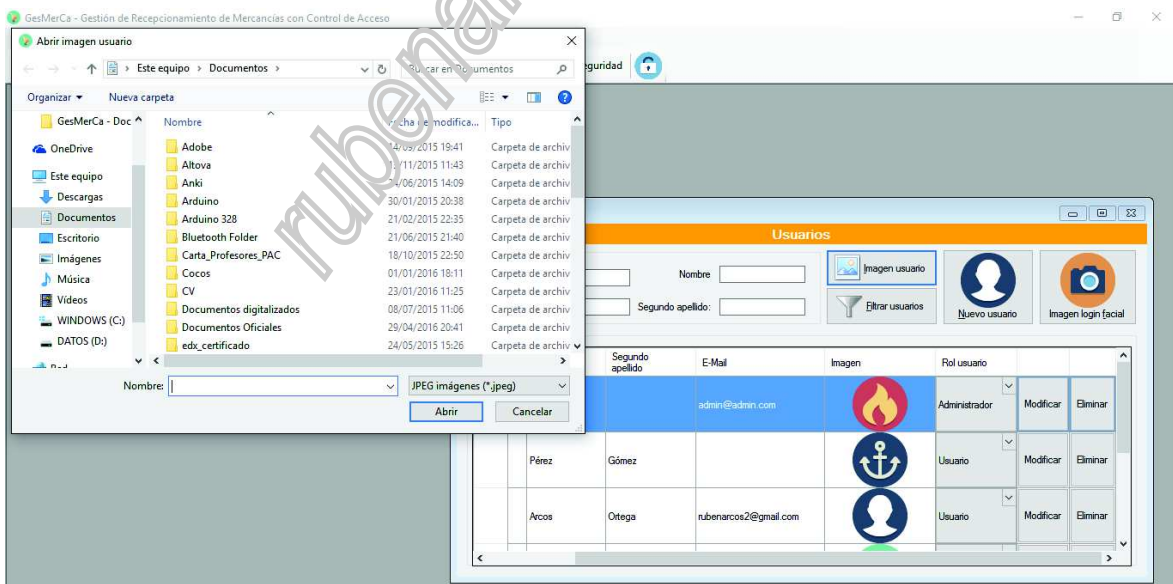 GesMerCa - Gestión de Recepcionamiento de Mercancías con Control de Acceso
Abrir imagen usuario
Este equipo > Documentos >
Buscar en Documentos
Organizar
Nueva carpeta
GesMerCa - Doc
OneDrive
Este equipo
Descargas
Documentos
Escritorio
Imágenes
Música
Vídeos
WINDOWS (C:)
DATOS (D:)
Nombre Fecha de modifica... Tipo
Adobe 14/09/2015 19:41 Carpeta de archiv
Altova /11/2015 11:43 Carpeta de archiv
Anki 24/06/2015 14:09 Carpeta de archiv
Arduino 30/01/2015 20:38 Carpeta de archiv
Arduino 328 21/02/2015 22:35 Carpeta de archiv
Bluetooth Folder 21/06/2015 21:40 Carpeta de archiv
Carta_Profesores_PAC 18/10/2015 22:50 Carpeta de archiv
Cocos 01/01/2016 18:11 Carpeta de archiv
CV 23/01/2016 11:25 Carpeta de archiv
Documentos digitalizados 08/07/2015 11:06 Carpeta de archiv
Documentos Oficiales 29/04/2016 20:41 Carpeta de archiv
edx_certificado 24/05/2015 15:26 Carpeta de archiv
Nombre:
JPEG imágenes (*.jpeg)
Abrir
Cancelar
eguridad
Usuarios
Nombre
Segundo apellido:
Imagen usuario
Filtrar usuarios
Nuevo usuario
Imagen login facial
Segundo apellido E-Mail Imagen Rol usuario
admin@admin.com Administrador Modificar Eliminar
Pérez Gómez Usuario Modificar Eliminar
Arcos Ortega rubenarcos2@gmail.com Usuario Modificar Eliminar
rubenar